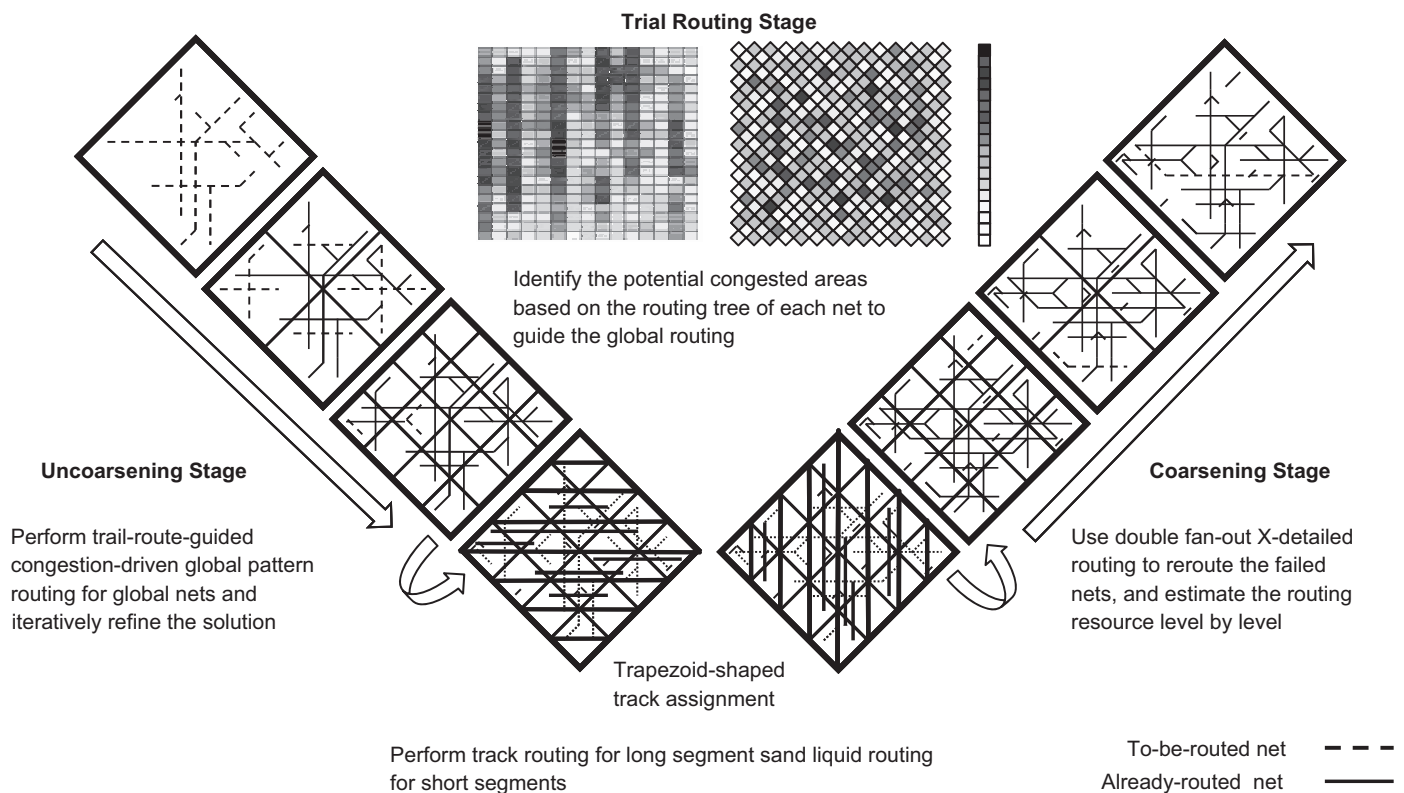 Trial Routing Stage
Identify the potential congested areas
based on the routing tree of each net to
guide the global routing
Uncoarsening Stage
Perform trail-route-guided
congestion-driven global pattern
routing for global nets and
iteratively refine the solution
Coarsening Stage
Use double fan-out X-detailed
routing to reroute the failed
nets, and estimate the routing
resource level by level
Trapezoid-shaped
track assignment
Perform track routing for long segment sand liquid routing
for short segments
To-be-routed net
Already-routed net